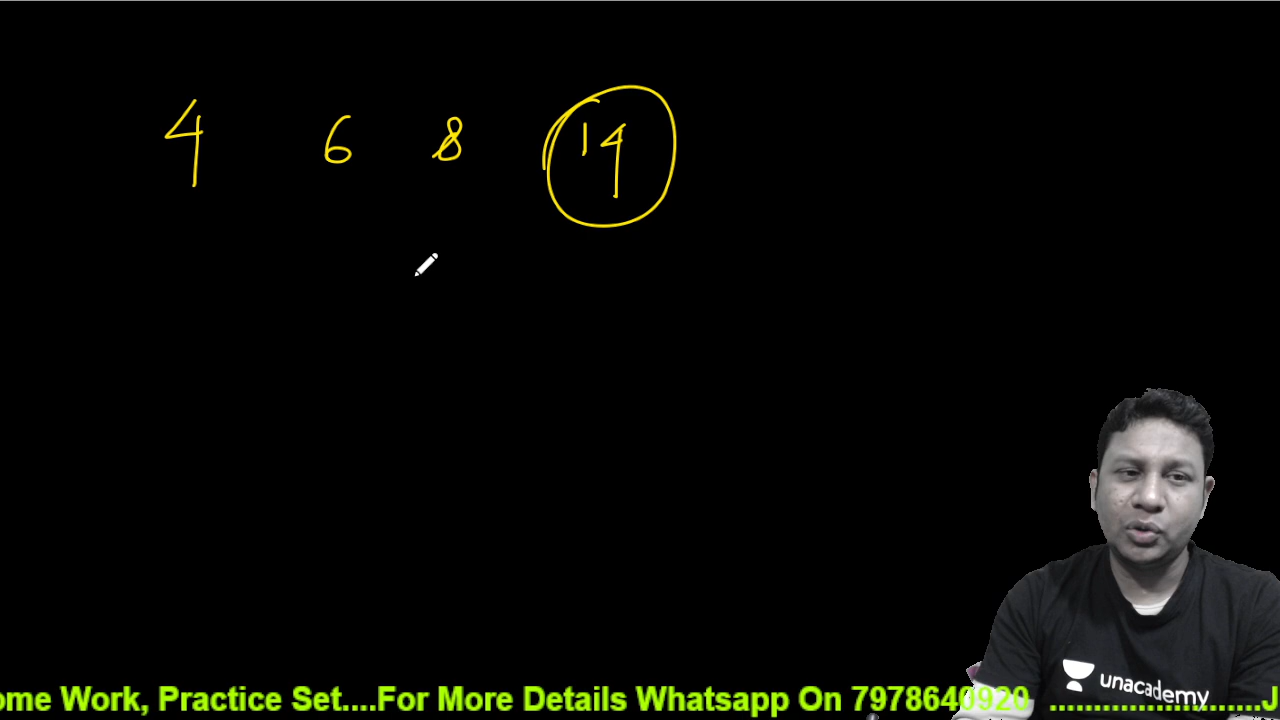 4 6 8 14
unacademy
ome Work, Practice Set....For More Details Whatsapp On 7978640920 ........................J